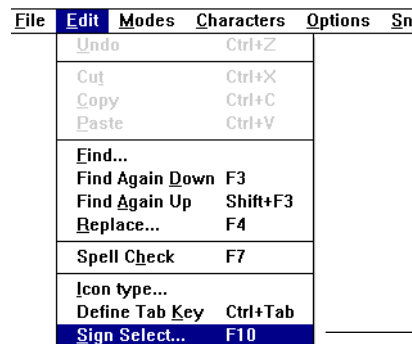 File Edit Modes Characters Options Sn
Undo Ctrl+Z
Cut Ctrl+X
Copy Ctrl+C
Paste Ctrl+V
Find...
Find Again Down F3
Find Again Up Shift+F3
Replace... F4
Spell Check F7
Icon type...
Define Tab Key Ctrl+Tab
Sign Select... F10